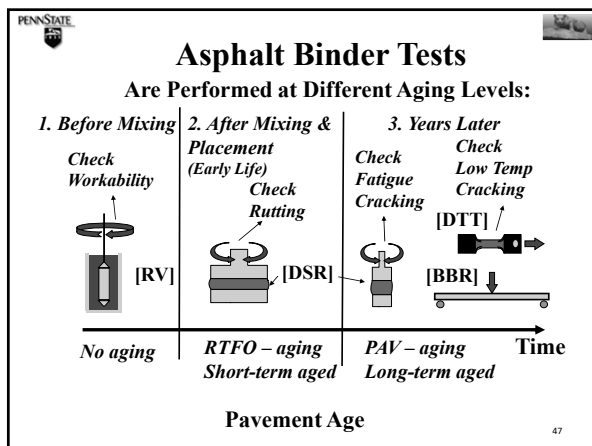 PENNSTATE
Asphalt Binder Tests
Are Performed at Different Aging Levels:
1. Before Mixing
Check
Workability
[RV]
No aging
2. After Mixing &
Placement
(Early Life)
Check
Rutting
[DSR]
RTFO – aging
Short-term aged
3. Years Later
Check
Fatigue
Cracking
Check
Low Temp
Cracking
[DTT]
[BBR]
PAV – aging
Long-term aged
Time
Pavement Age
47